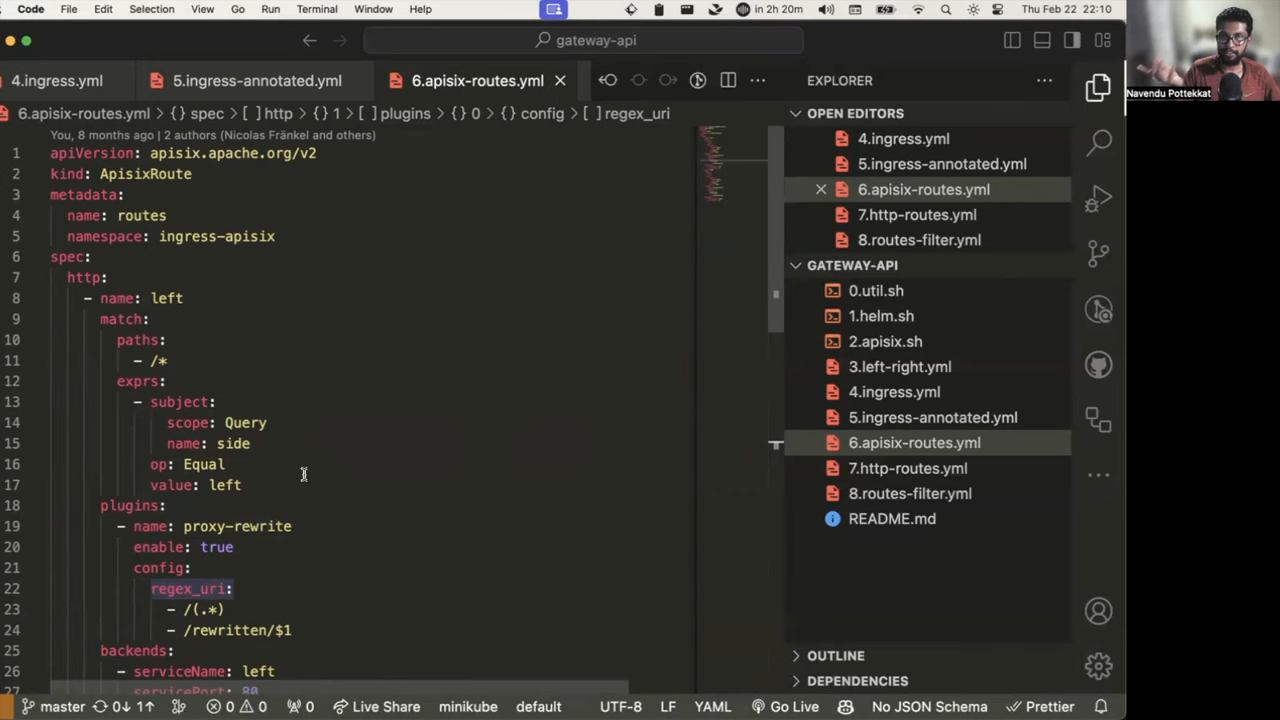 Code File Edit Selection View Go Run Terminal Window Help in 2h 20m Thu Feb 22 22:10
gateway-api
4.ingress.yml 5.ingress-annotated.yml 6.apisix-routes.yml
6.apisix-routes.yml > {} spec > [ ] http > {} 1 > [ ] plugins > {} 0 > {} config > [ ] regex_uri
You, 8 months ago | 2 authors (Nicolas Fränkel and others)
1 apiVersion: apisix.apache.org/v2
2 kind: ApisixRoute
3 metadata:
4 name: routes
5 namespace: ingress-apisix
6 spec:
7 http:
8 - name: left
9 match:
10 paths:
11 - /*
12 exprs:
13 - subject:
14 scope: Query
15 name: side
16 op: Equal
17 value: left
18 plugins:
19 - name: proxy-rewrite
20 enable: true
21 config:
22 regex_uri:
23 - /(.*)
24 - /rewritten/$1
25 backends:
26 - serviceName: left
27 servicePort: 80
EXPLORER
OPEN EDITORS
4.ingress.yml
5.ingress-annotated.yml
6.apisix-routes.yml
7.http-routes.yml
8.routes-filter.yml
GATEWAY-API
0.util.sh
1.helm.sh
2.apisix.sh
3.left-right.yml
4.ingress.yml
5.ingress-annotated.yml
6.apisix-routes.yml
7.http-routes.yml
8.routes-filter.yml
README.md
OUTLINE
DEPENDENCIES
Navendu Pottekkat
master 0↓ 1↑ 0 0 0 Live Share minikube default UTF-8 LF YAML Go Live No JSON Schema Prettier